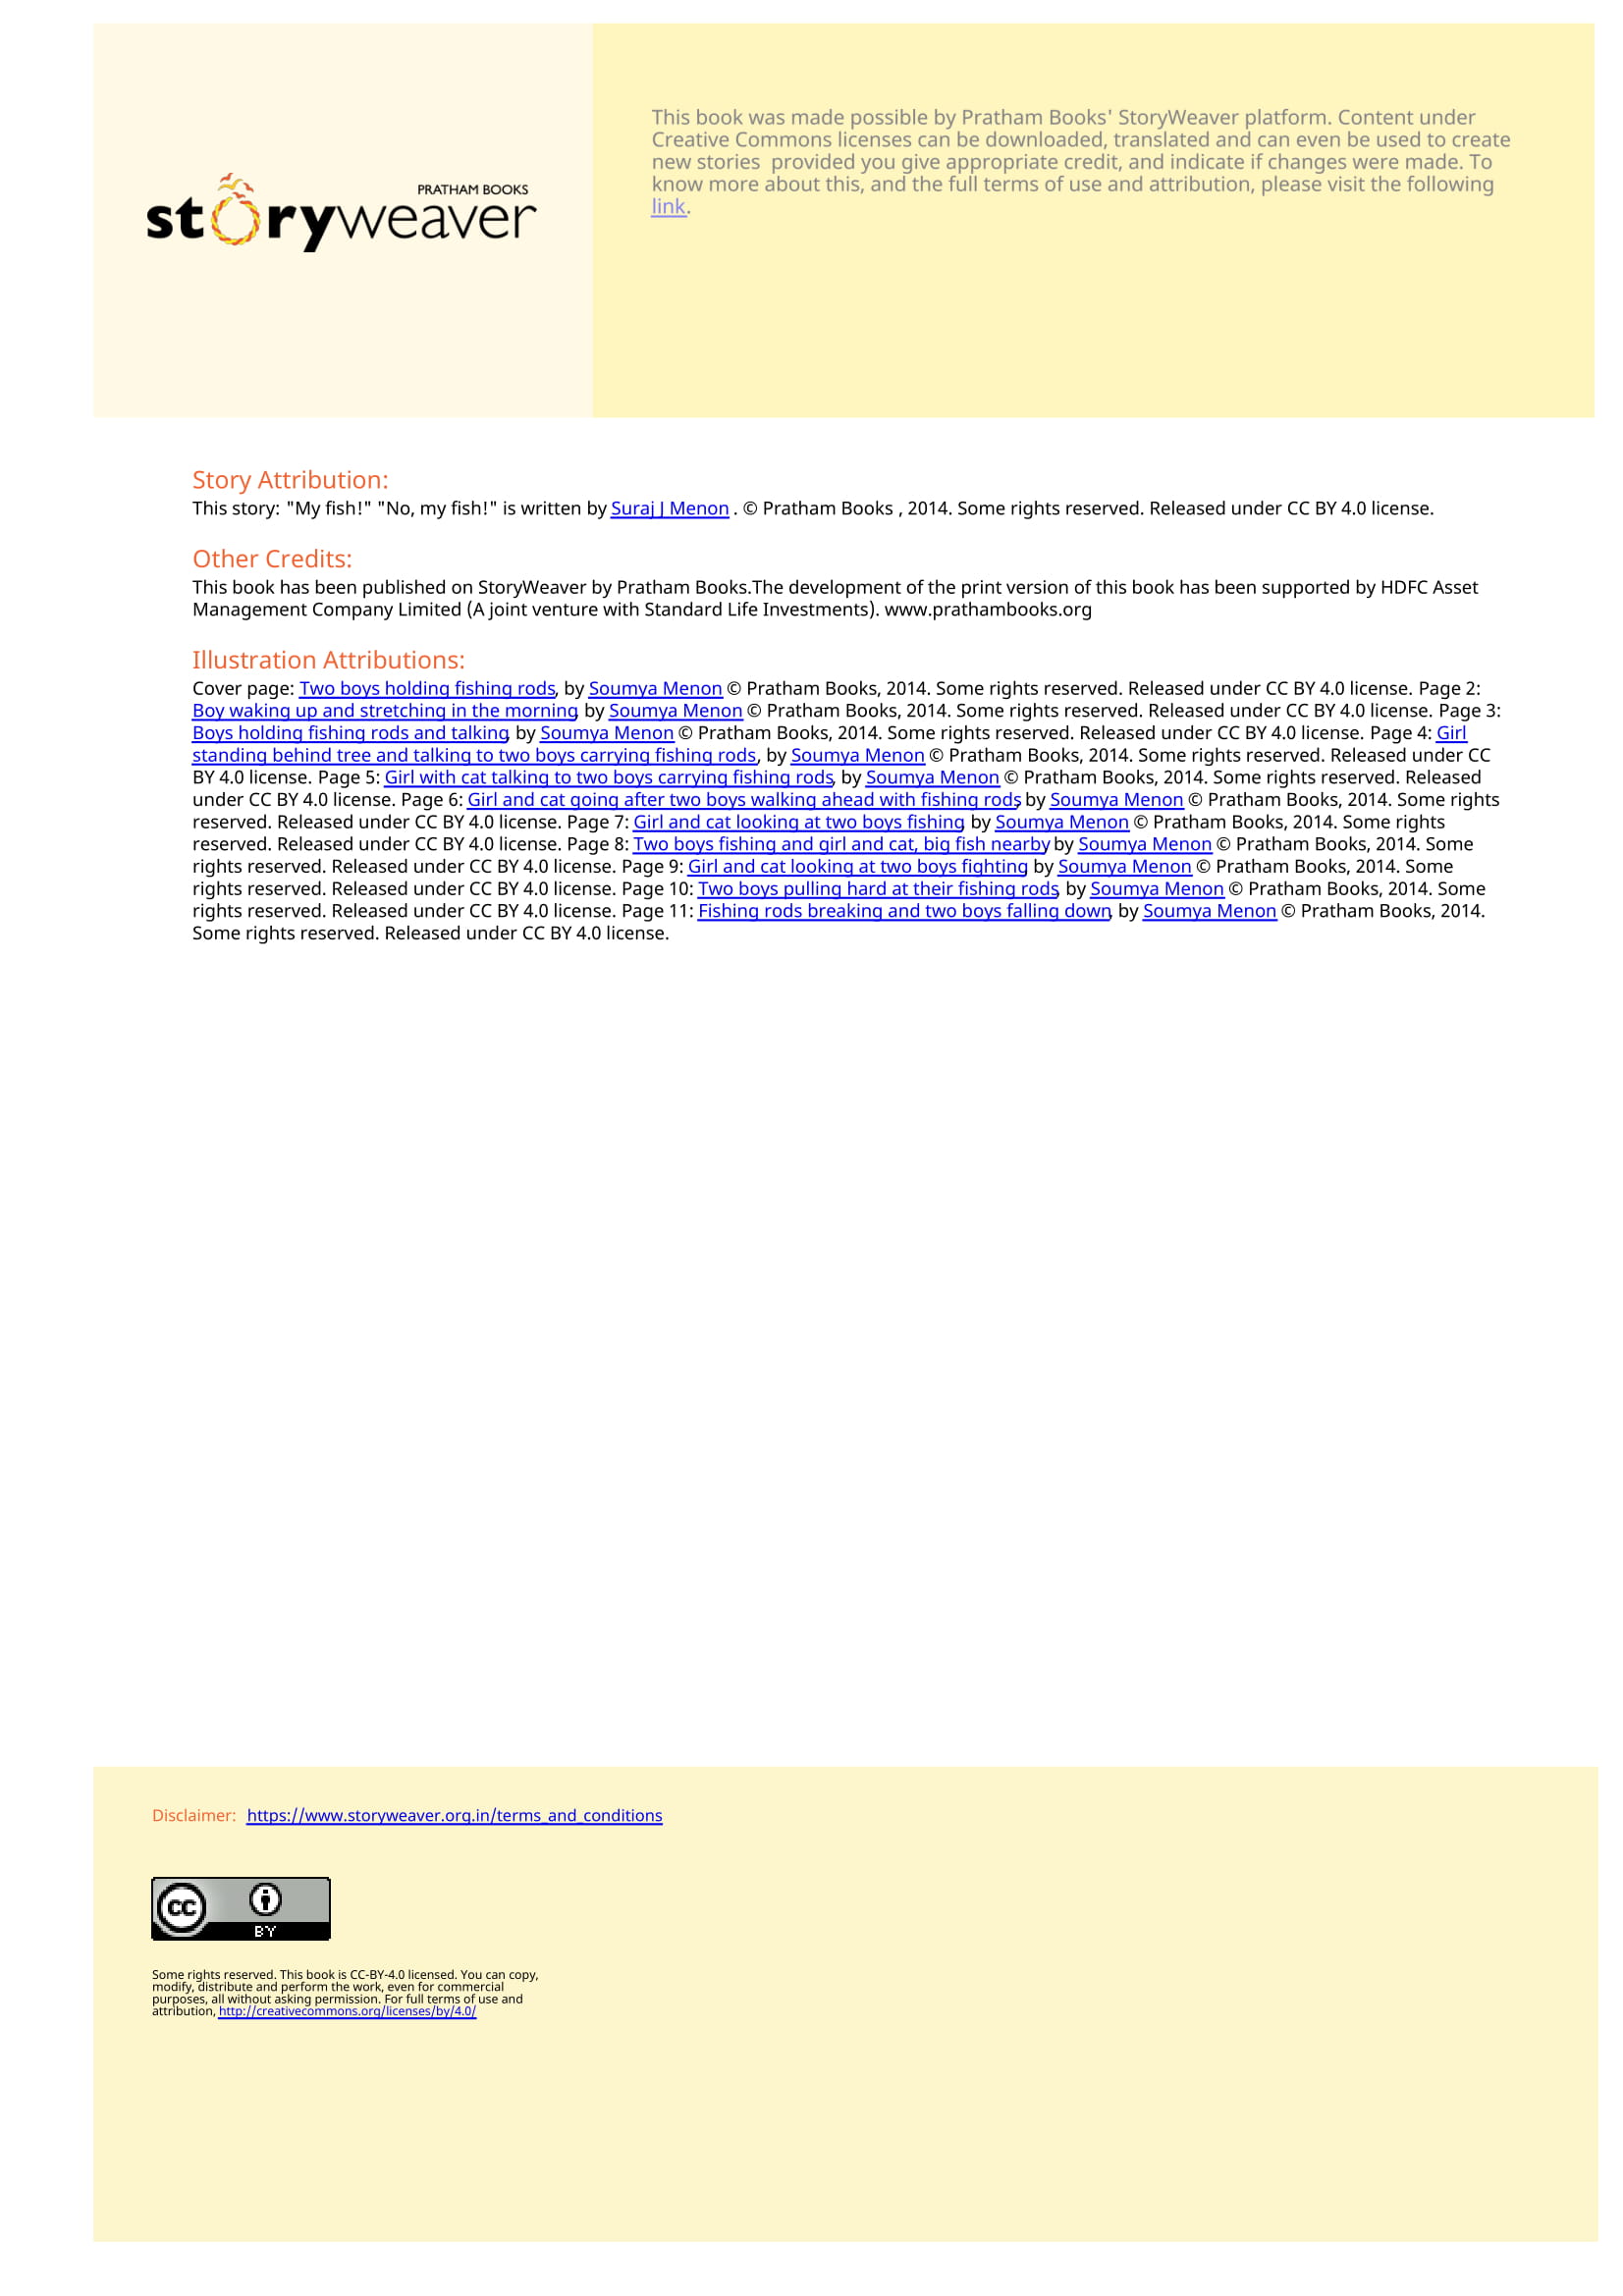 PRATHAM BOOKS
storyweaver
This book was made possible by Pratham Books' StoryWeaver platform. Content under
Creative Commons licenses can be downloaded, translated and can even be used to create
new stories  provided you give appropriate credit, and indicate if changes were made. To
know more about this, and the full terms of use and attribution, please visit the following
link.
Story Attribution:
This story: "My fish!" "No, my fish!" is written by Suraj J Menon . © Pratham Books , 2014. Some rights reserved. Released under CC BY 4.0 license.
Other Credits:
This book has been published on StoryWeaver by Pratham Books.The development of the print version of this book has been supported by HDFC Asset
Management Company Limited (A joint venture with Standard Life Investments). www.prathambooks.org
Illustration Attributions:
Cover page: Two boys holding fishing rods, by Soumya Menon © Pratham Books, 2014. Some rights reserved. Released under CC BY 4.0 license. Page 2:
Boy waking up and stretching in the morning, by Soumya Menon © Pratham Books, 2014. Some rights reserved. Released under CC BY 4.0 license. Page 3:
Boys holding fishing rods and talking, by Soumya Menon © Pratham Books, 2014. Some rights reserved. Released under CC BY 4.0 license. Page 4: Girl
standing behind tree and talking to two boys carrying fishing rods, by Soumya Menon © Pratham Books, 2014. Some rights reserved. Released under CC
BY 4.0 license. Page 5: Girl with cat talking to two boys carrying fishing rods, by Soumya Menon © Pratham Books, 2014. Some rights reserved. Released
under CC BY 4.0 license. Page 6: Girl and cat going after two boys walking ahead with fishing rods, by Soumya Menon © Pratham Books, 2014. Some rights
reserved. Released under CC BY 4.0 license. Page 7: Girl and cat looking at two boys fishing, by Soumya Menon © Pratham Books, 2014. Some rights
reserved. Released under CC BY 4.0 license. Page 8: Two boys fishing and girl and cat, big fish nearby, by Soumya Menon © Pratham Books, 2014. Some
rights reserved. Released under CC BY 4.0 license. Page 9: Girl and cat looking at two boys fighting, by Soumya Menon © Pratham Books, 2014. Some
rights reserved. Released under CC BY 4.0 license. Page 10: Two boys pulling hard at their fishing rods, by Soumya Menon © Pratham Books, 2014. Some
rights reserved. Released under CC BY 4.0 license. Page 11: Fishing rods breaking and two boys falling down, by Soumya Menon © Pratham Books, 2014.
Some rights reserved. Released under CC BY 4.0 license.
Disclaimer: https://www.storyweaver.org.in/terms_and_conditions
CC
BY
Some rights reserved. This book is CC-BY-4.0 licensed. You can copy,
modify, distribute and perform the work, even for commercial
purposes, all without asking permission. For full terms of use and
attribution, http://creativecommons.org/licenses/by/4.0/